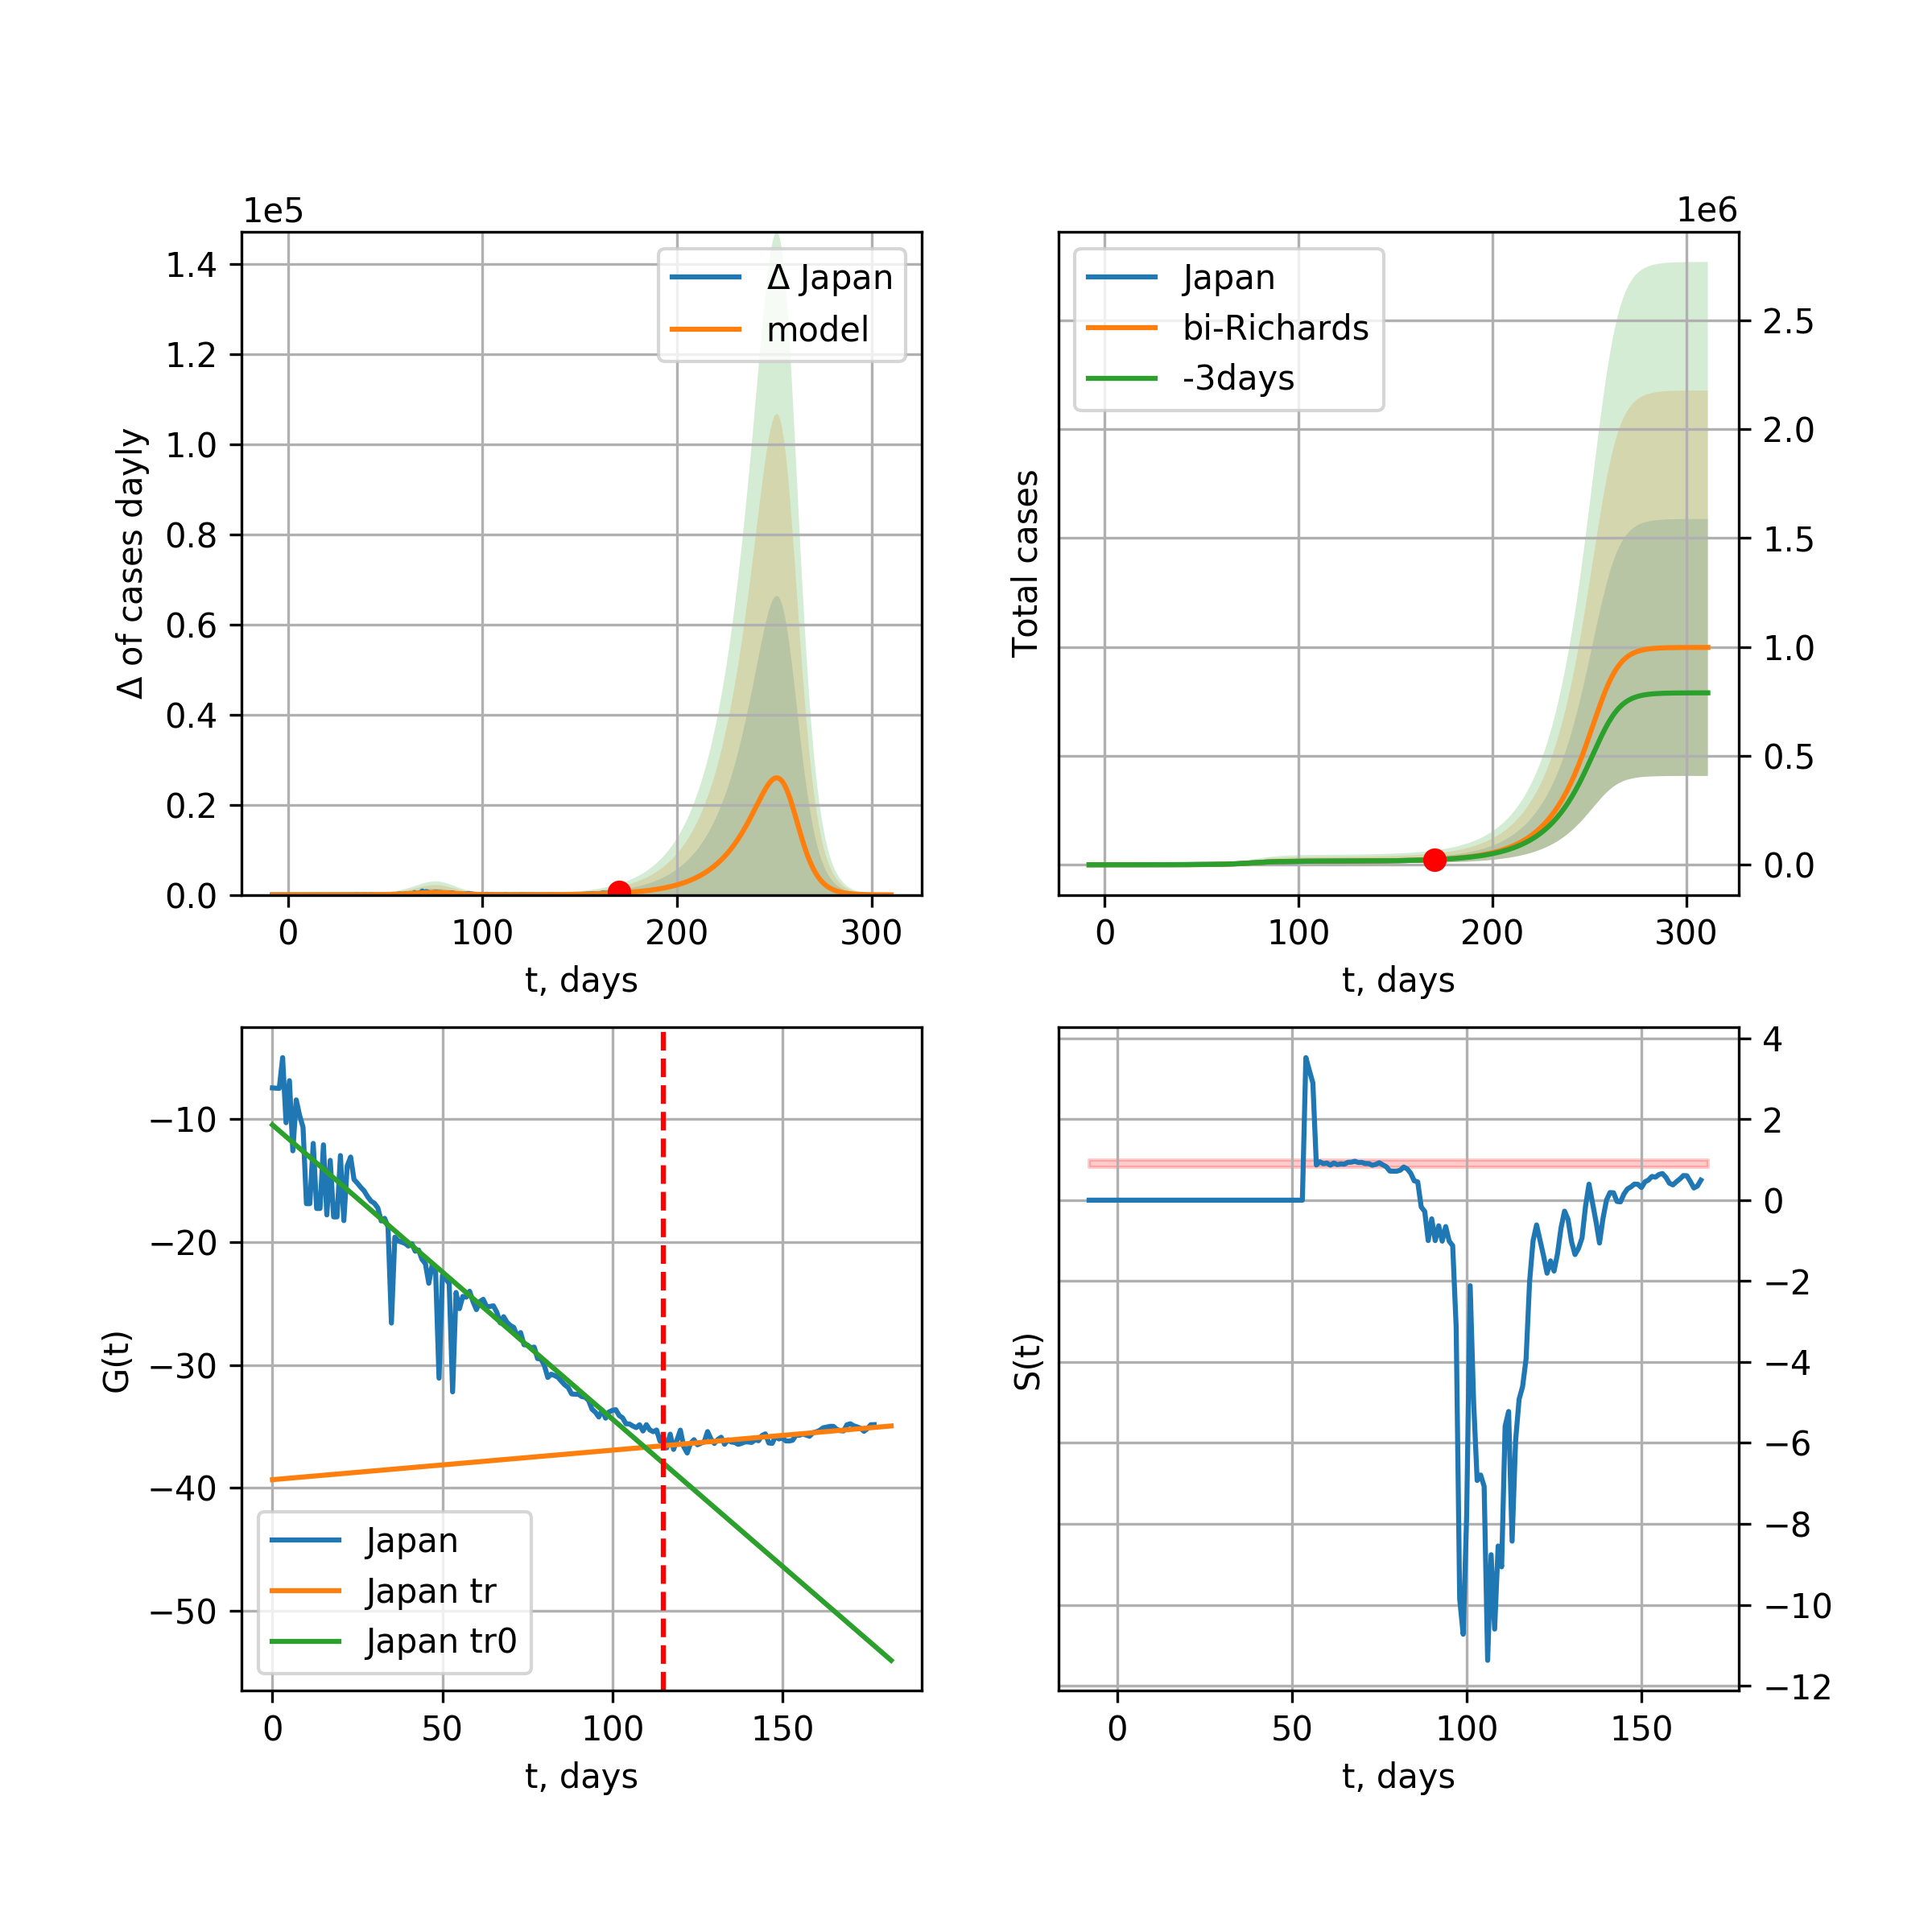 1e5
Δ of cases dayly
1.4
1.2
1.0
0.8
0.6
0.4
0.2
0.0
Δ Japan
model
0 100 200 300
t, days
1e6
Total cases
Japan
bi-Richards
-3days
2.5
2.0
1.5
1.0
0.5
0.0
0 100 200 300
t, days
G(t)
−10
−20
−30
−40
−50
Japan
Japan tr
Japan tr0
0 50 100 150
t, days
S(t)
4
2
0
−2
−4
−6
−8
−10
−12
0 50 100 150
t, days